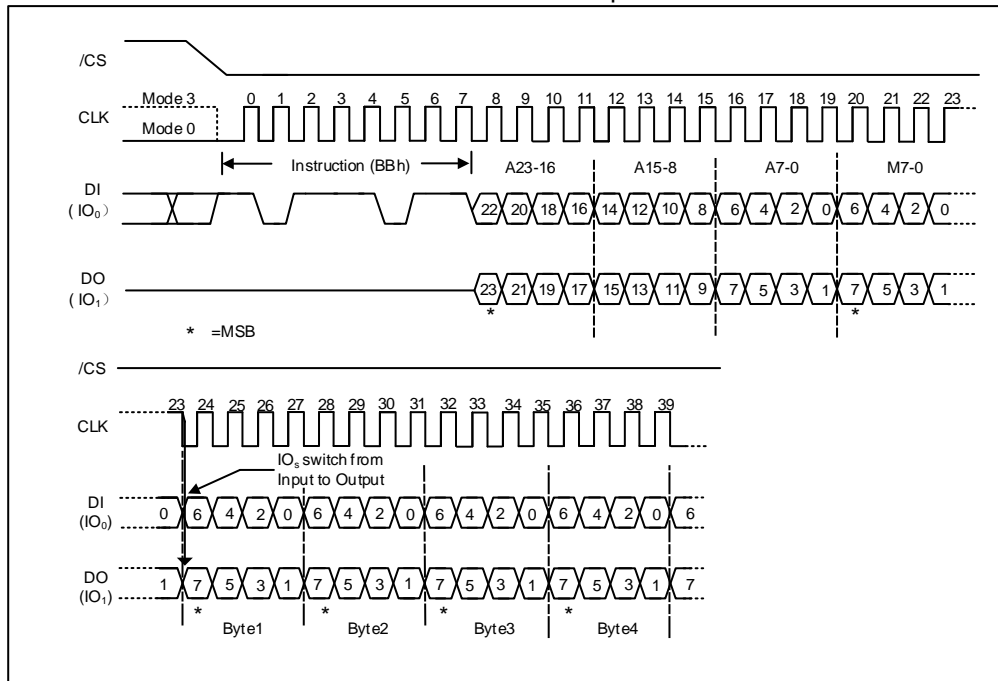 /CS
Mode 3 0 1 2 3 4 5 6 7 8 9 10 11 12 13 14 15 16 17 18 19 20 21 22 23
CLK
Mode 0
Instruction (BBh) A23-16 A15-8 A7-0 M7-0
DI
( IO0） 22 20 18 16 14 12 10 8 6 4 2 0 6 4 2 0
DO
( IO1） 23 21 19 17 15 13 11 9 7 5 3 1 7 5 3 1
* *
* =MSB
/CS
23 24 25 26 27 28 29 30 31 32 33 34 35 36 37 38 39
CLK
IOs switch from
Input to Output
DI
(IO0) 0 6 4 2 0 6 4 2 0 6 4 2 0 6 4 2 0 6
DO
(IO1) 1 7 5 3 1 7 5 3 1 7 5 3 1 7 5 3 1 7
* * * *
Byte1 Byte2 Byte3 Byte4